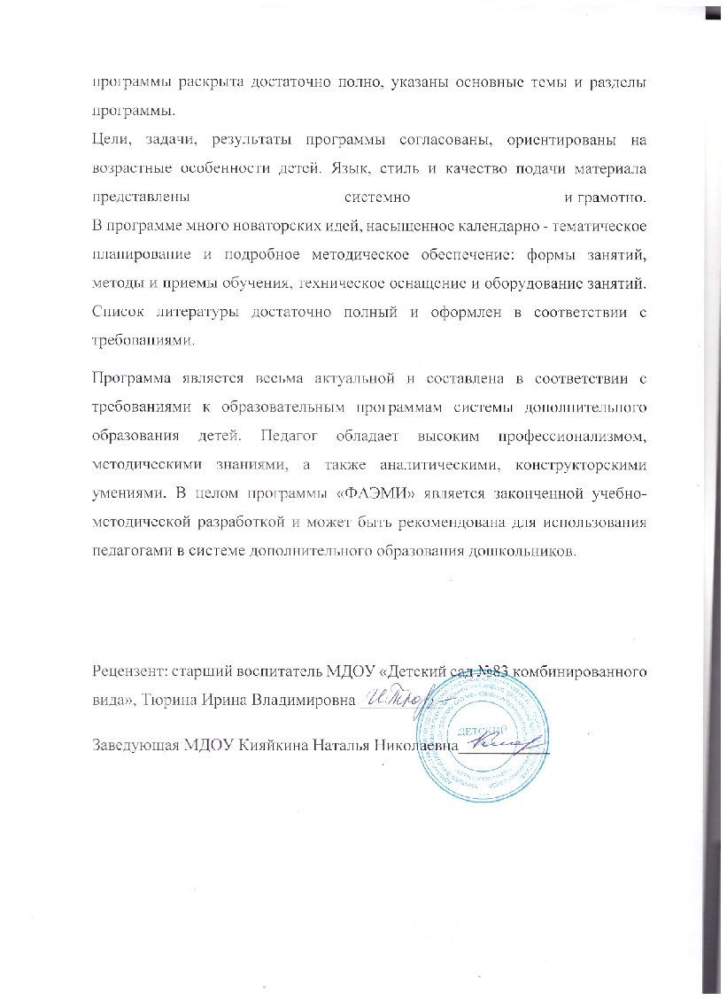 программы раскрыта достаточно полно, указаны основные темы и разделы
программы.
Цели, задачи, результаты программы согласованы, ориентированы на
возрастные особенности детей. Язык, стиль и качество подачи материала
представлены системно и грамотно.
В программе много новаторских идей, насыщенное календарно - тематическое
планирование и подробное методическое обеспечение: формы занятий,
методы и приемы обучения, техническое оснащение и оборудование занятий.
Список литературы достаточно полный и оформлен в соответствии с
требованиями.
Программа является весьма актуальной и составлена в соответствии с
требованиями к образовательным программам системы дополнительного
образования детей. Педагог обладает высоким профессионализмом,
методическими знаниями, а также аналитическими, конструкторскими
умениями. В целом программы «ФАЭМИ» является законченной учебно-
методической разработкой и может быть рекомендована для использования
педагогами в системе дополнительного образования дошкольников.
Рецензент: старший воспитатель МДОУ «Детский сад №83 комбинированного
вида», Тюрина Ирина Владимировна
Заведующая МДОУ Кияйкина Наталья Николаевна
ДЕТСКИЙ